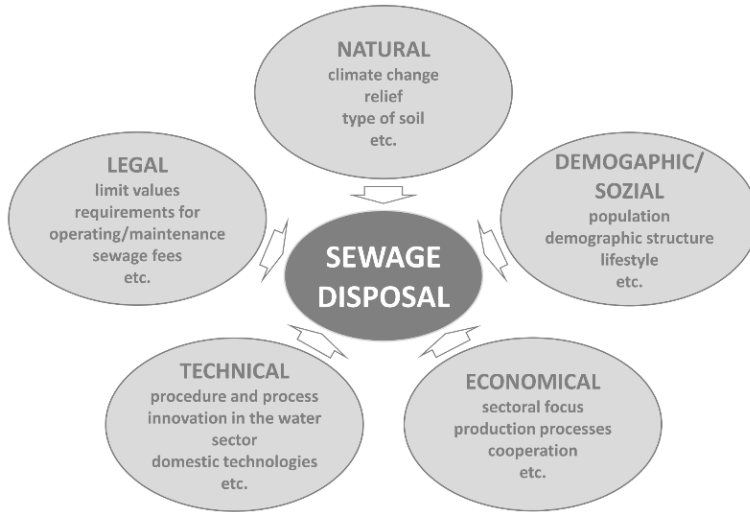 NATURAL
climate change
relief
type of soil
etc.
LEGAL
limit values
requirements for
operating/maintenance
sewage fees
etc.
DEMOGAPHIC/
SOZIAL
population
demographic structure
lifestyle
etc.
SEWAGE
DISPOSAL
TECHNICAL
procedure and process
innovation in the water
sector
domestic technologies
etc.
ECONOMICAL
sectoral focus
production processes
cooperation
etc.